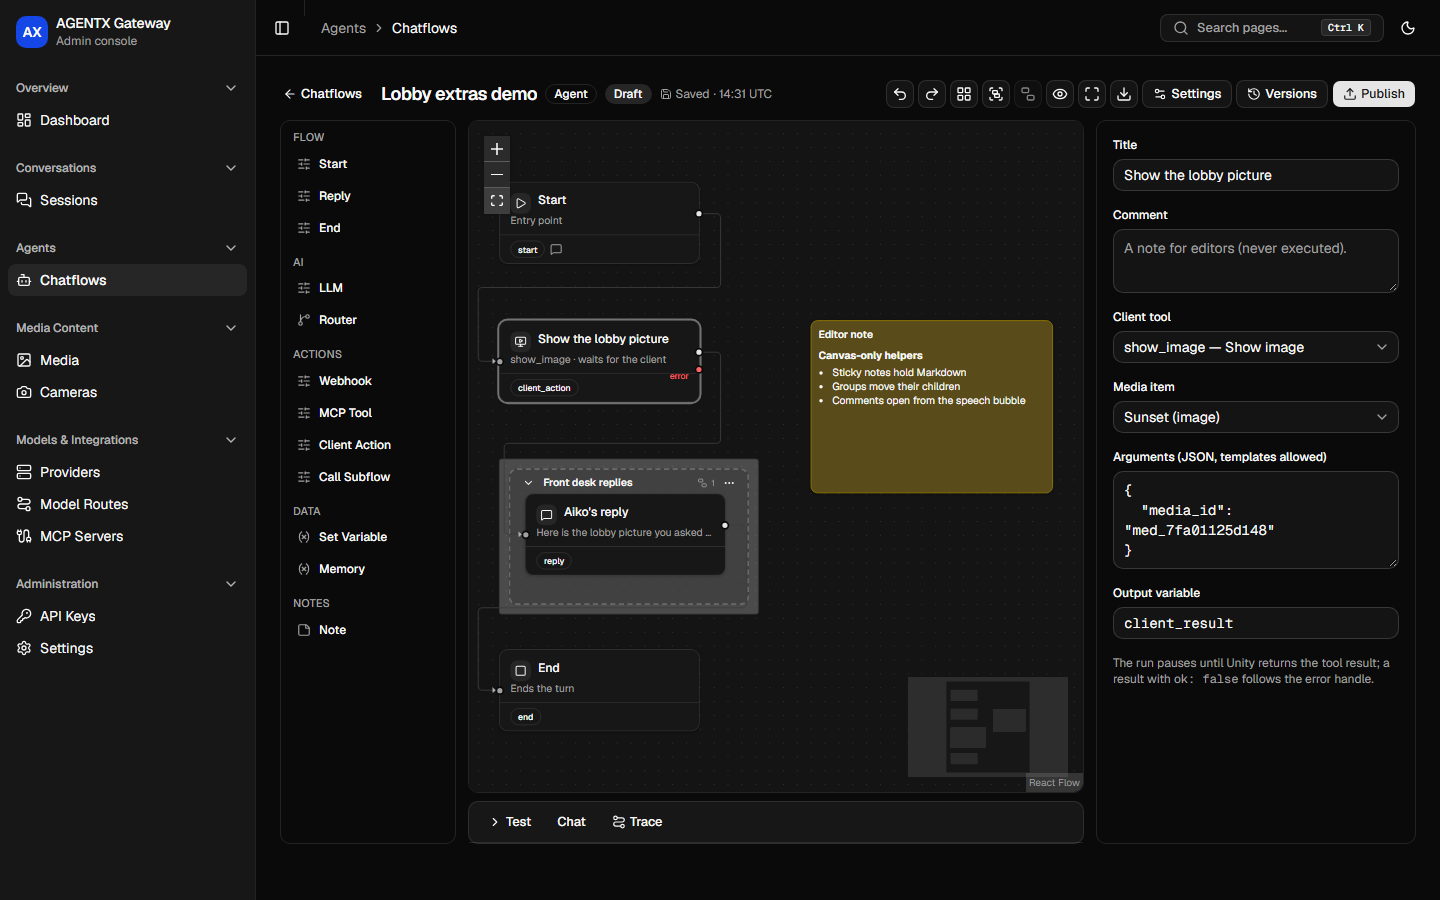 AX
AGENTX Gateway
Admin console
Overview
Dashboard
Conversations
Sessions
Agents
Chatflows
Media Content
Media
Cameras
Models & Integrations
Providers
Model Routes
MCP Servers
Administration
API Keys
Settings
Agents
Chatflows
Search pages...
Ctrl K
Chatflows
Lobby extras demo
Agent
Draft
Saved · 14:31 UTC
Settings
Versions
Publish
FLOW
Start
Reply
End
AI
LLM
Router
ACTIONS
Webhook
MCP Tool
Client Action
Call Subflow
DATA
Set Variable
Memory
NOTES
Note
Start
Entry point
start
Show the lobby picture
show_image · waits for the client
error
client_action
Front desk replies
1
Aiko's reply
Here is the lobby picture you asked ...
reply
End
Ends the turn
end
Editor note
Canvas-only helpers
• Sticky notes hold Markdown
• Groups move their children
• Comments open from the speech bubble
React Flow
Test
Chat
Trace
Title
Show the lobby picture
Comment
A note for editors (never executed).
Client tool
show_image — Show image
Media item
Sunset (image)
Arguments (JSON, templates allowed)
{
"media_id":
"med_7fa01125d148"
}
Output variable
client_result
The run pauses until Unity returns the tool result; a
result with ok: false follows the error handle.